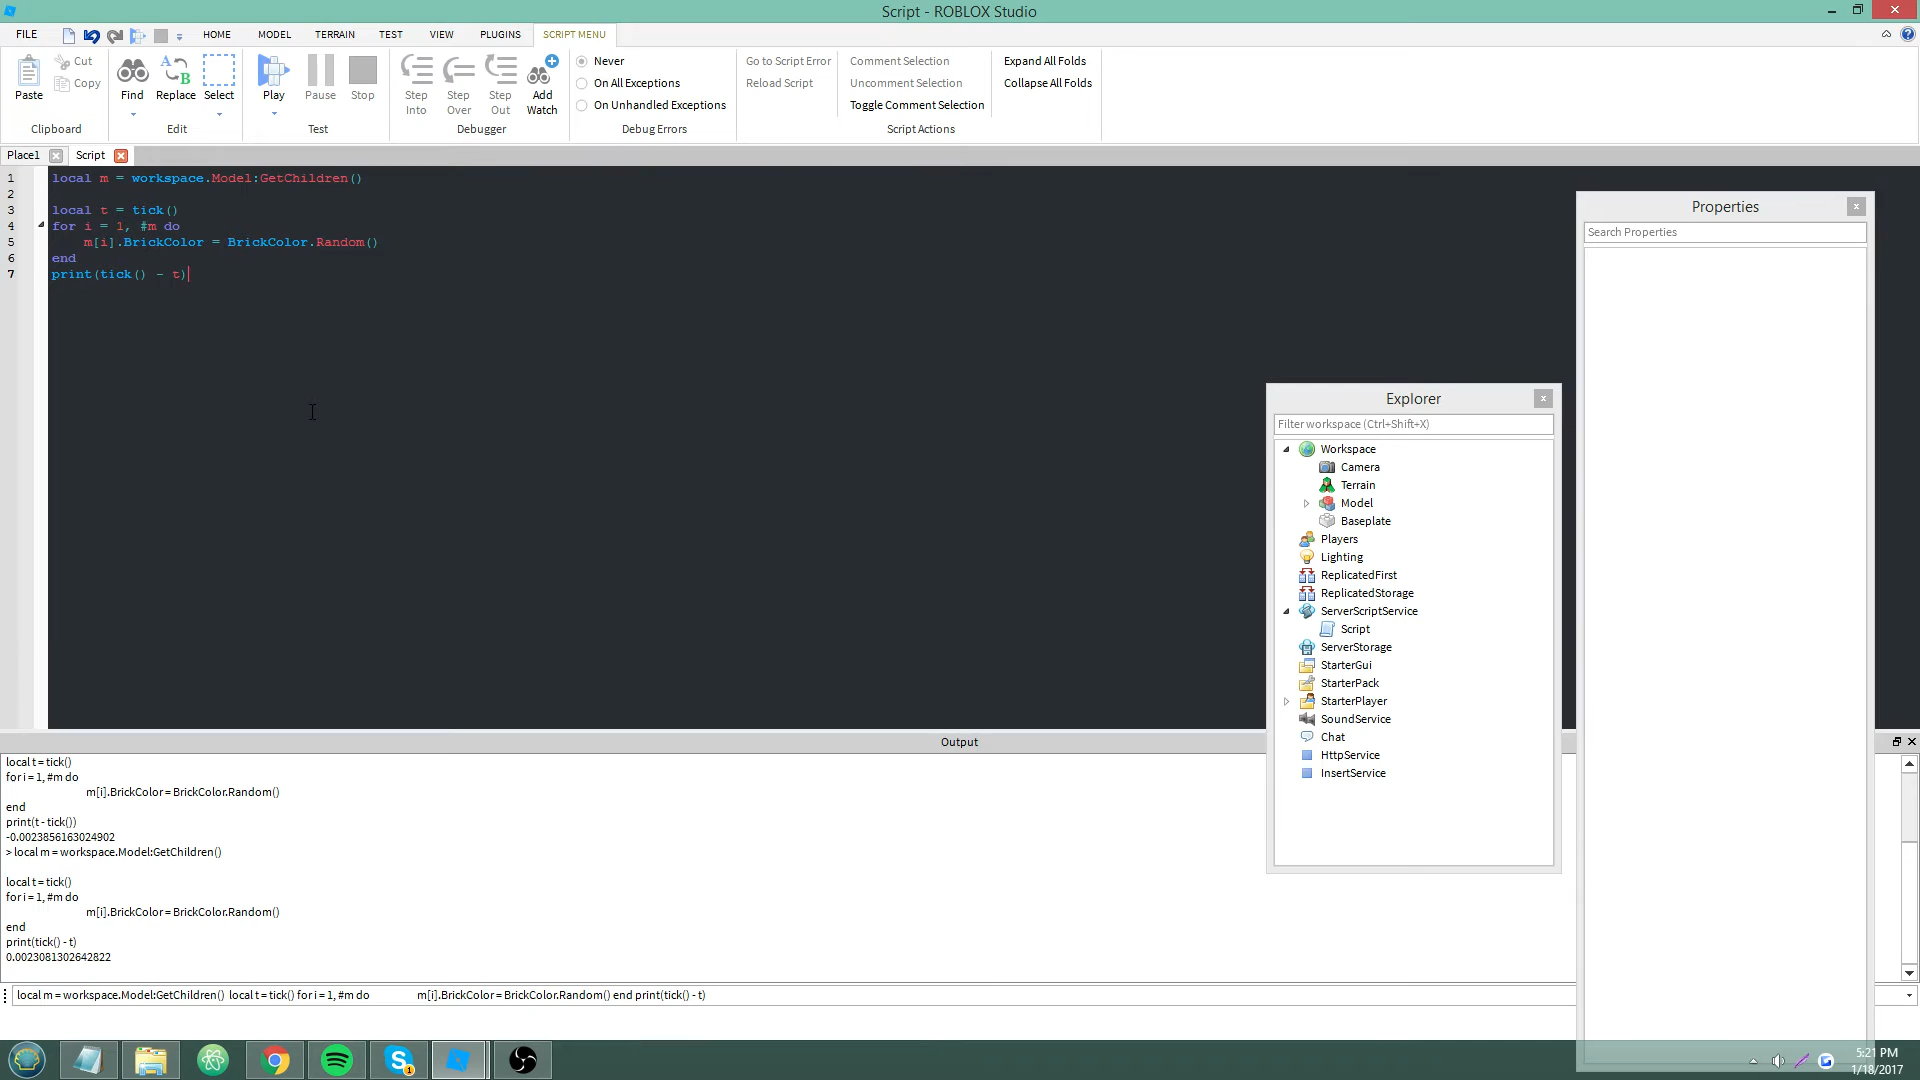 Script - ROBLOX Studio
FILE
HOME
MODEL
TERRAIN
TEST
VIEW
PLUGINS
SCRIPT MENU
Paste
Cut
Copy
Clipboard
Find
Replace
Select
Edit
Play
Pause
Stop
Test
Step Into
Step Over
Step Out
Add Watch
Debugger
Never
On All Exceptions
On Unhandled Exceptions
Debug Errors
Go to Script Error
Reload Script
Comment Selection
Uncomment Selection
Toggle Comment Selection
Script Actions
Expand All Folds
Collapse All Folds
Place1
Script
1 local m = workspace.Model:GetChildren()
2
3 local t = tick()
4 for i = 1, #m do
5 m[i].BrickColor = BrickColor.Random()
6 end
7 print(tick() - t)
Properties
Search Properties
Explorer
Filter workspace (Ctrl+Shift+X)
Workspace
Camera
Terrain
Model
Baseplate
Players
Lighting
ReplicatedFirst
ReplicatedStorage
ServerScriptService
Script
ServerStorage
StarterGui
StarterPack
StarterPlayer
SoundService
Chat
HttpService
InsertService
Output
local t = tick()
for i = 1, #m do
m[i].BrickColor = BrickColor.Random()
end
print(t - tick())
-0.0023856163024902
> local m = workspace.Model:GetChildren()
local t = tick()
for i = 1, #m do
m[i].BrickColor = BrickColor.Random()
end
print(tick() - t)
0.0023081302642822
local m = workspace.Model:GetChildren() local t = tick() for i = 1, #m do m[i].BrickColor = BrickColor.Random() end print(tick() - t)
5:21 PM
1/18/2017